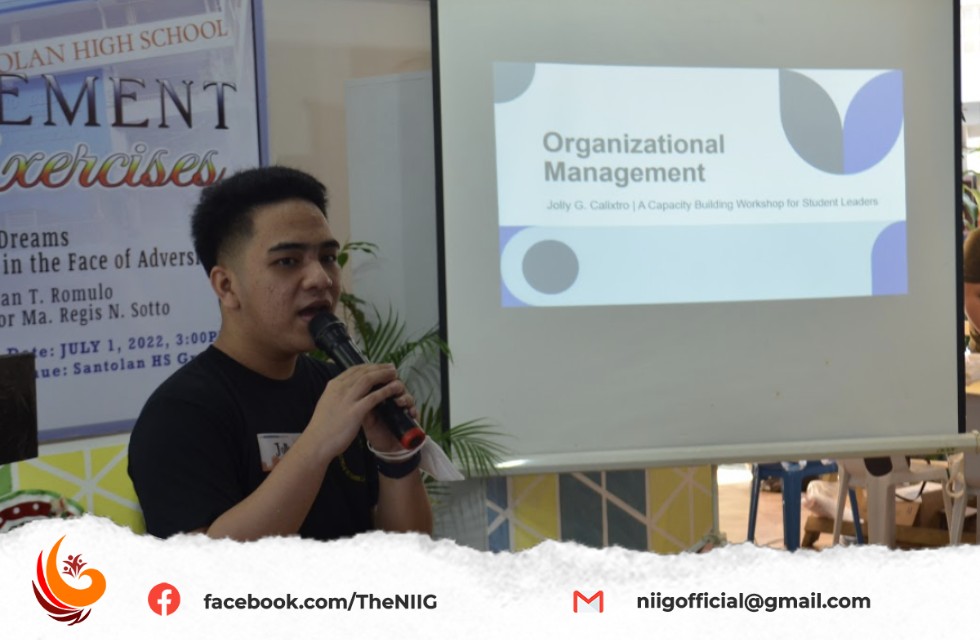 OLAN HIGH SCHOOL
EMENT
xercises
Dreams
in the Face of Advers
an T. Romulo
or Ma. Regis N. Sotto
Date: JULY 1, 2022, 3:00P
ue: Santolan HS G
Organizational
Management
Jolly G. Calixtro | A Capacity Building Workshop for Student Leaders
facebook.com/TheNIIG
niigofficial@gmail.com